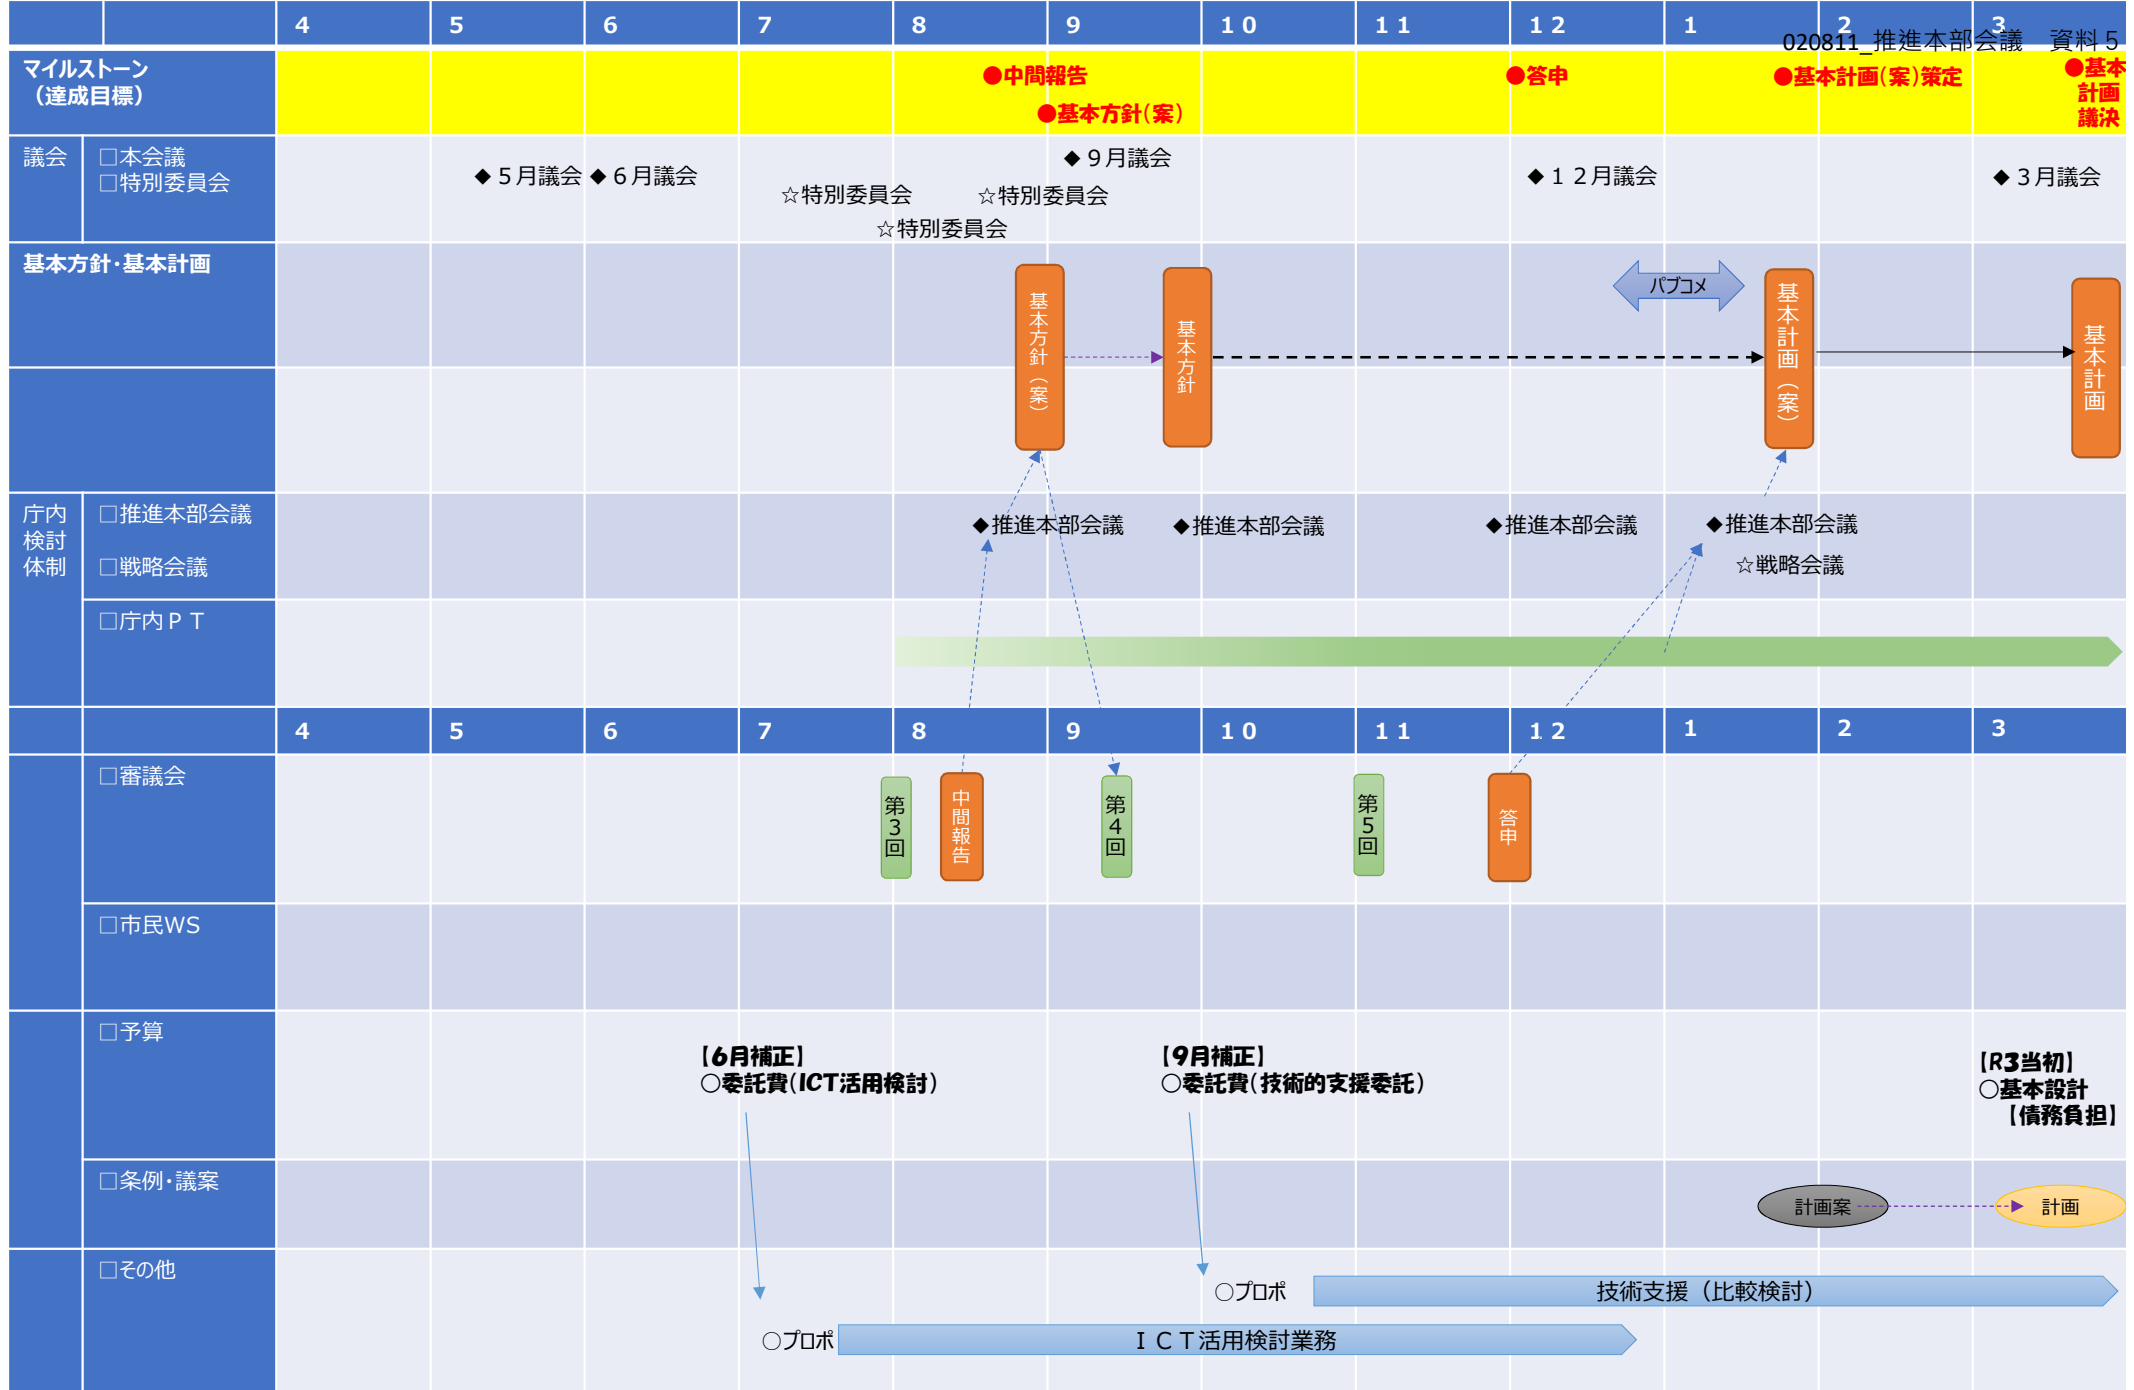 4 5 6 7 8 9 10 11 12 1 2 3
020811_推進本部会議 資料5
マイルストーン
（達成目標）
●中間報告
●基本方針(案)
●答申
●基本計画(案)策定
●基本
計画
議決
議会
□本会議
□特別委員会
◆5月議会
◆6月議会
☆特別委員会
☆特別委員会
☆特別委員会
◆9月議会
◆12月議会
◆3月議会
基本方針・基本計画
基本方針（案）
基本方針
パブコメ
基本計画（案）
基本計画
庁内
検討
体制
□推進本部会議
□戦略会議
◆推進本部会議
◆推進本部会議
◆推進本部会議
◆推進本部会議
☆戦略会議
□庁内PT
4 5 6 7 8 9 10 11 12 1 2 3
□審議会
第3回
中間報告
第4回
第5回
答申
□市民WS
□予算
【6月補正】
○委託費(ICT活用検討)
【9月補正】
○委託費(技術的支援委託)
【R3当初】
○基本設計
【債務負担】
□条例・議案
計画案
計画
□その他
○プロポ
技術支援（比較検討）
○プロポ
ICT活用検討業務